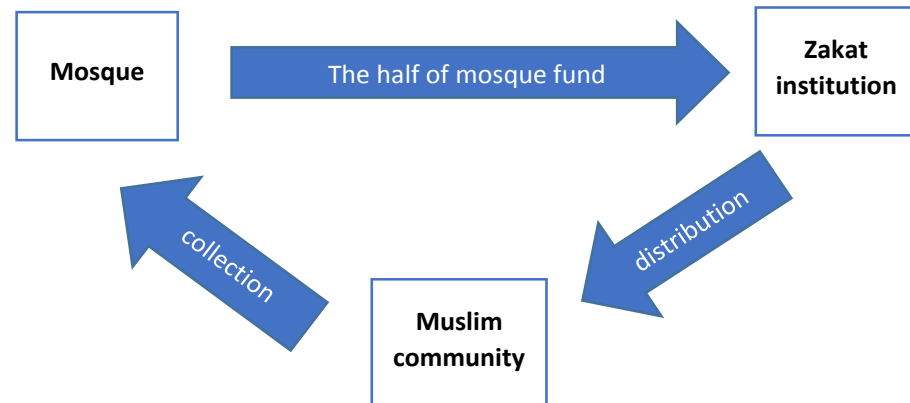 Mosque
The half of mosque fund
Zakat
institution
collection
distribution
Muslim
community